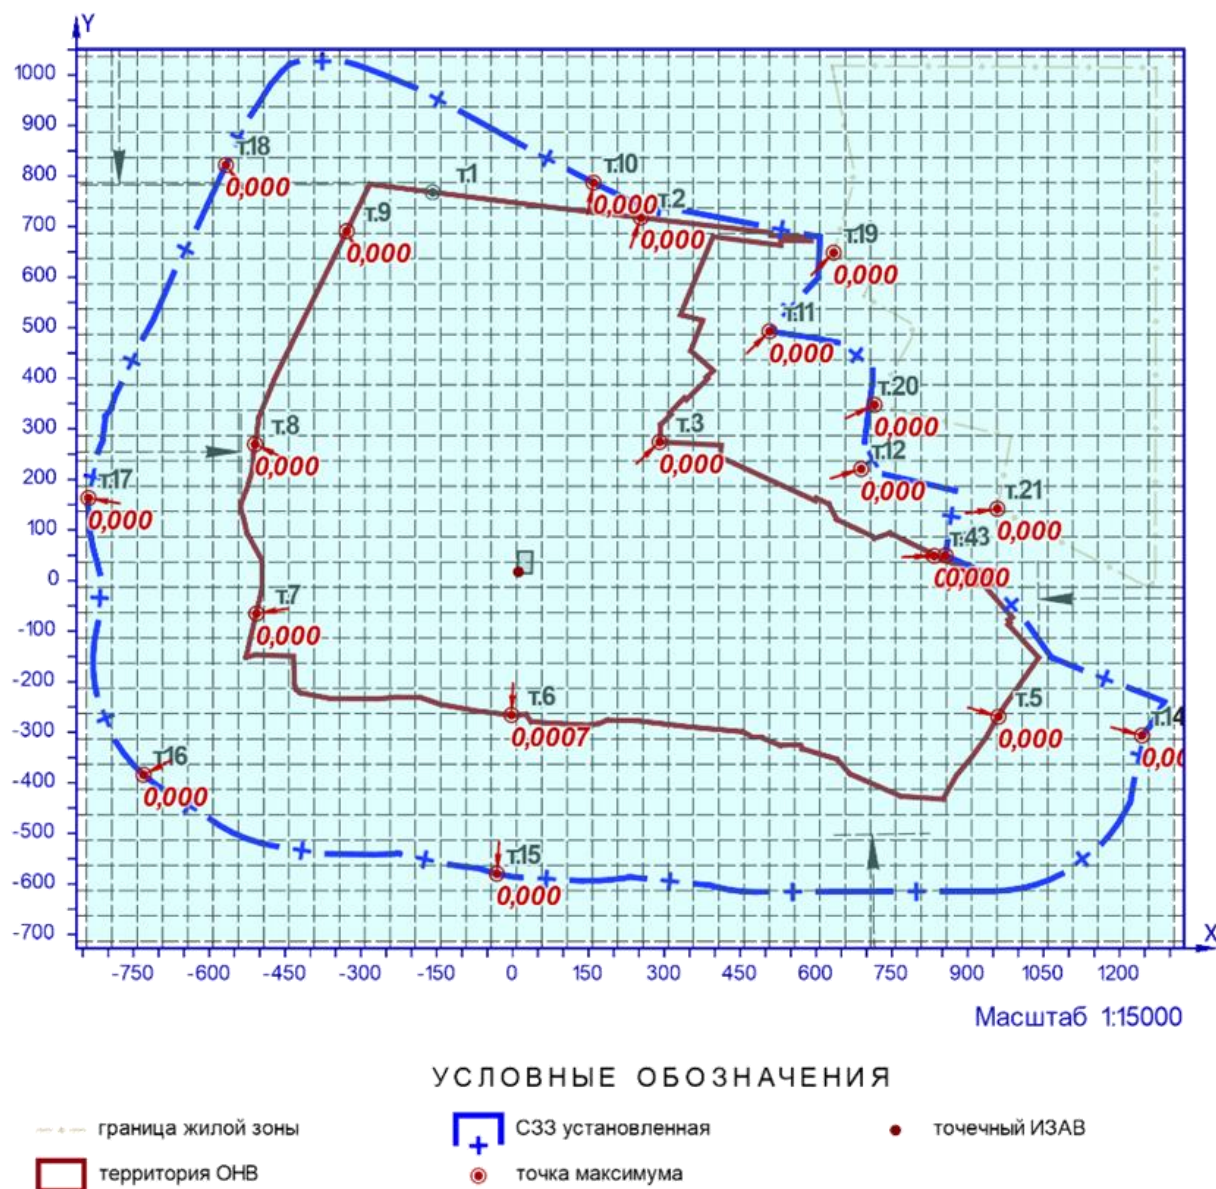 Y
1000
900
800
700
600
500
400
300
200
100
0
-100
-200
-300
-400
-500
-600
-700
т.18
0,000
т.1
т.10
0,000
т.2
0,000
т.9
0,000
т.19
0,000
т.11
0,000
т.20
0,000
т.3
0,000
т.8
0,000
т.12
0,000
т.17
0,000
т.21
0,000
т.43
0,000
т.7
0,000
т.6
0,0007
т.5
0,000
т.14
0,00
т16
0,000
т.15
0,000
X
-750 -600 -450 -300 -150 0 150 300 450 600 750 900 1050 1200
Масштаб 1:15000
УСЛОВНЫЕ ОБОЗНАЧЕНИЯ
граница жилой зоны СЗЗ установленная точечный ИЗАВ
территория ОНВ точка максимума